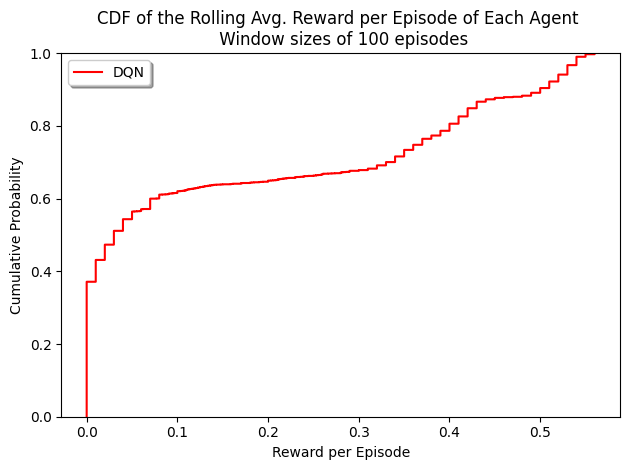 CDF of the Rolling Avg. Reward per Episode of Each Agent
Window sizes of 100 episodes
DQN
1.0
0.8
0.6
0.4
0.2
0.0
Cumulative Probability
0.0 0.1 0.2 0.3 0.4 0.5
Reward per Episode